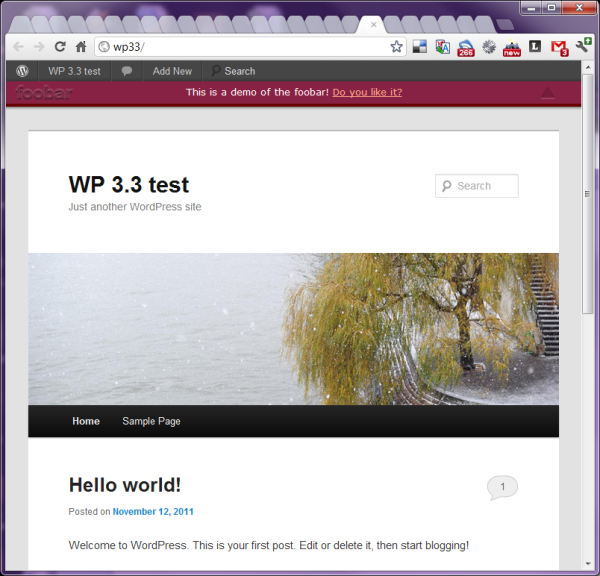 wp33/
266
new
L
3
WP 3.3 test
Add New
Search
foobar
This is a demo of the foobar! Do you like it?
WP 3.3 test
Search
Just another WordPress site
Home
Sample Page
Hello world!
1
Posted on November 12, 2011
Welcome to WordPress. This is your first post. Edit or delete it, then start blogging!